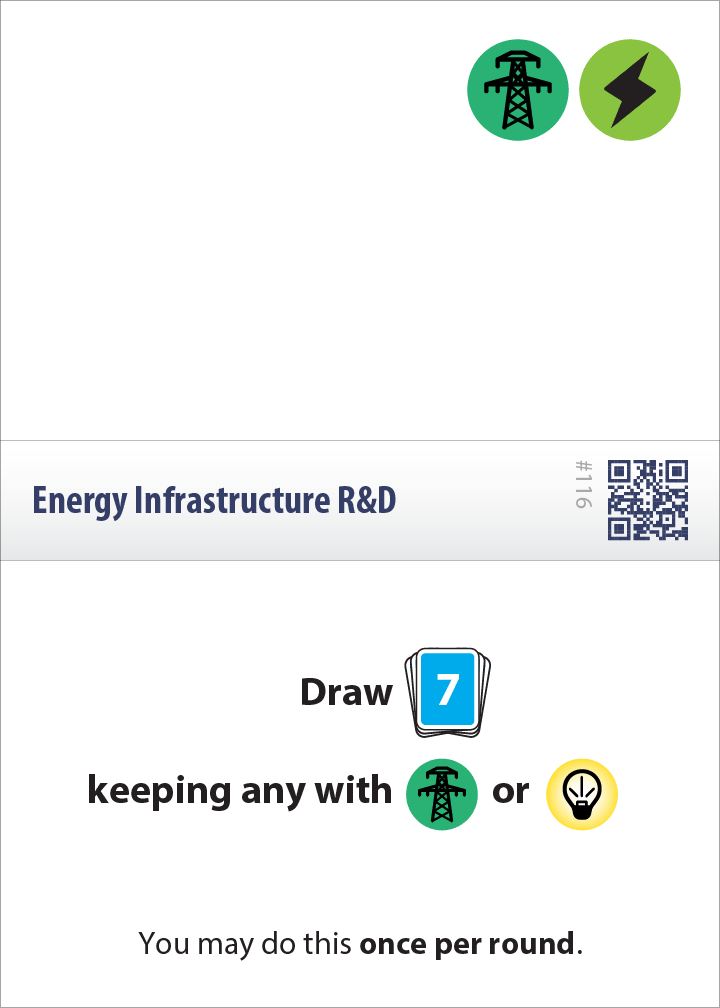 Energy Infrastructure R&D
#116
Draw 7
keeping any with or
You may do this once per round.